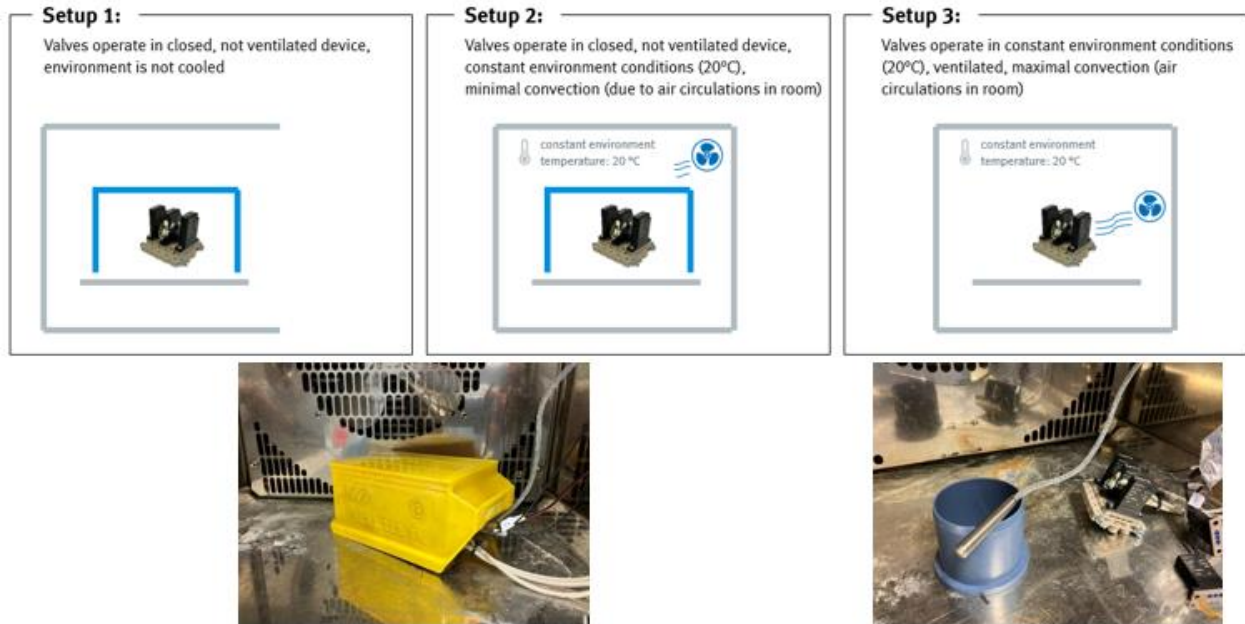 Setup 1:
Valves operate in closed, not ventilated device,
environment is not cooled
Setup 2:
Valves operate in closed, not ventilated device,
constant environment conditions (20°C),
minimal convection (due to air circulations in room)
constant environment
temperature: 20 °C
Setup 3:
Valves operate in constant environment conditions
(20°C), ventilated, maximal convection (air
circulations in room)
constant environment
temperature: 20 °C